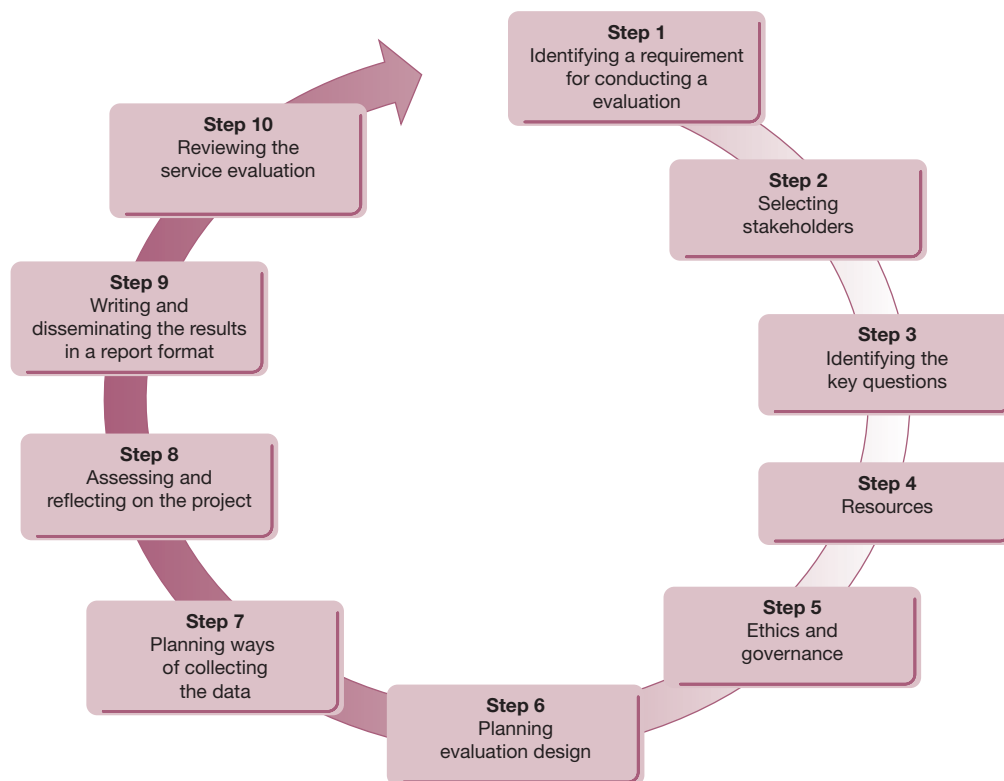 Step 1
Identifying a requirement
for conducting a
evaluation
Step 2
Selecting
stakeholders
Step 3
Identifying the
key questions
Step 4
Resources
Step 5
Ethics and
governance
Step 6
Planning
evaluation design
Step 7
Planning ways
of collecting
the data
Step 8
Assessing and
reflecting on the project
Step 9
Writing and
disseminating the results
in a report format
Step 10
Reviewing the
service evaluation